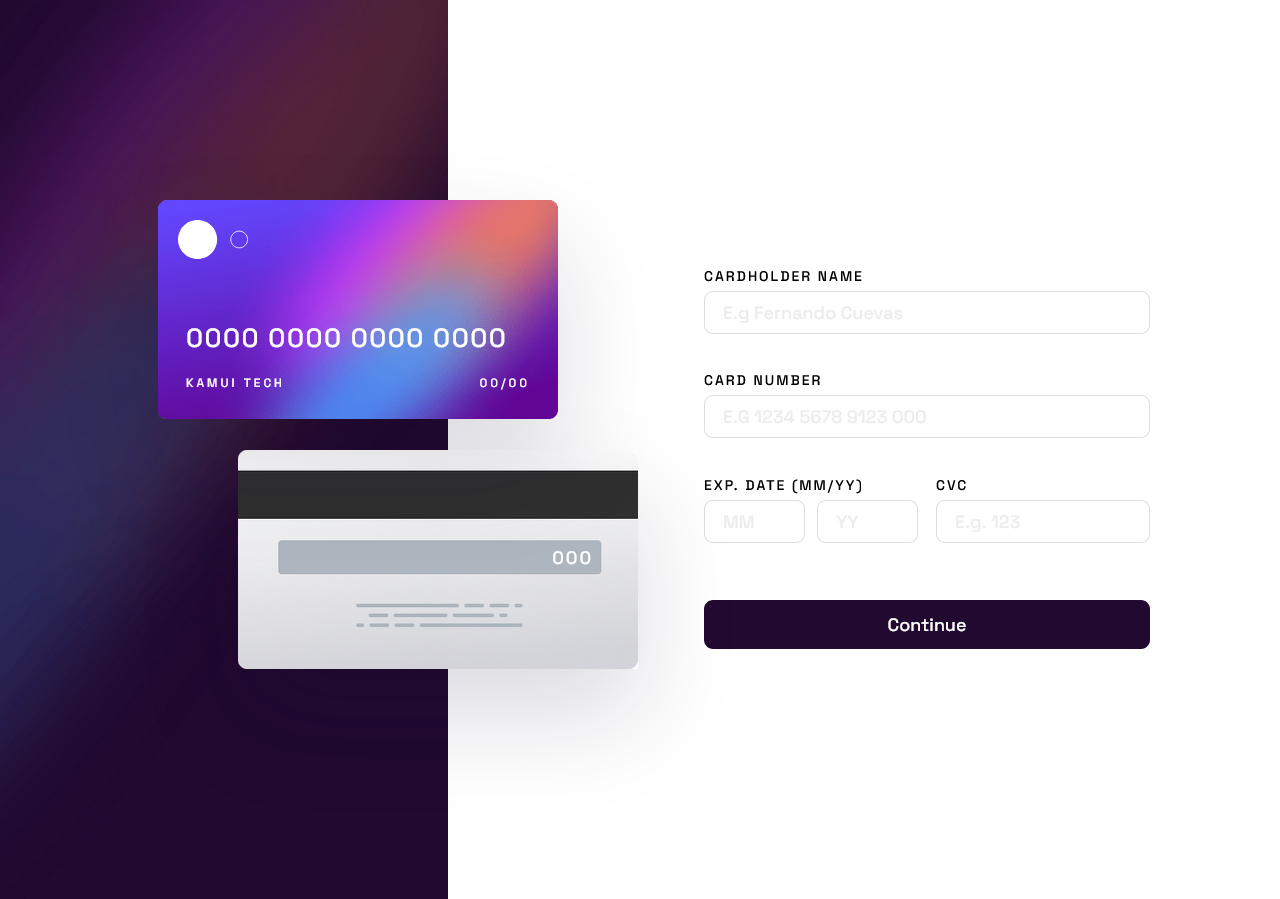 0000 0000 0000 0000
KAMUI TECH 00/00
000
CARDHOLDER NAME
E.g Fernando Cuevas
CARD NUMBER
E.G 1234 5678 9123 000
EXP. DATE (MM/YY) CVC
MM YY E.g. 123
Continue